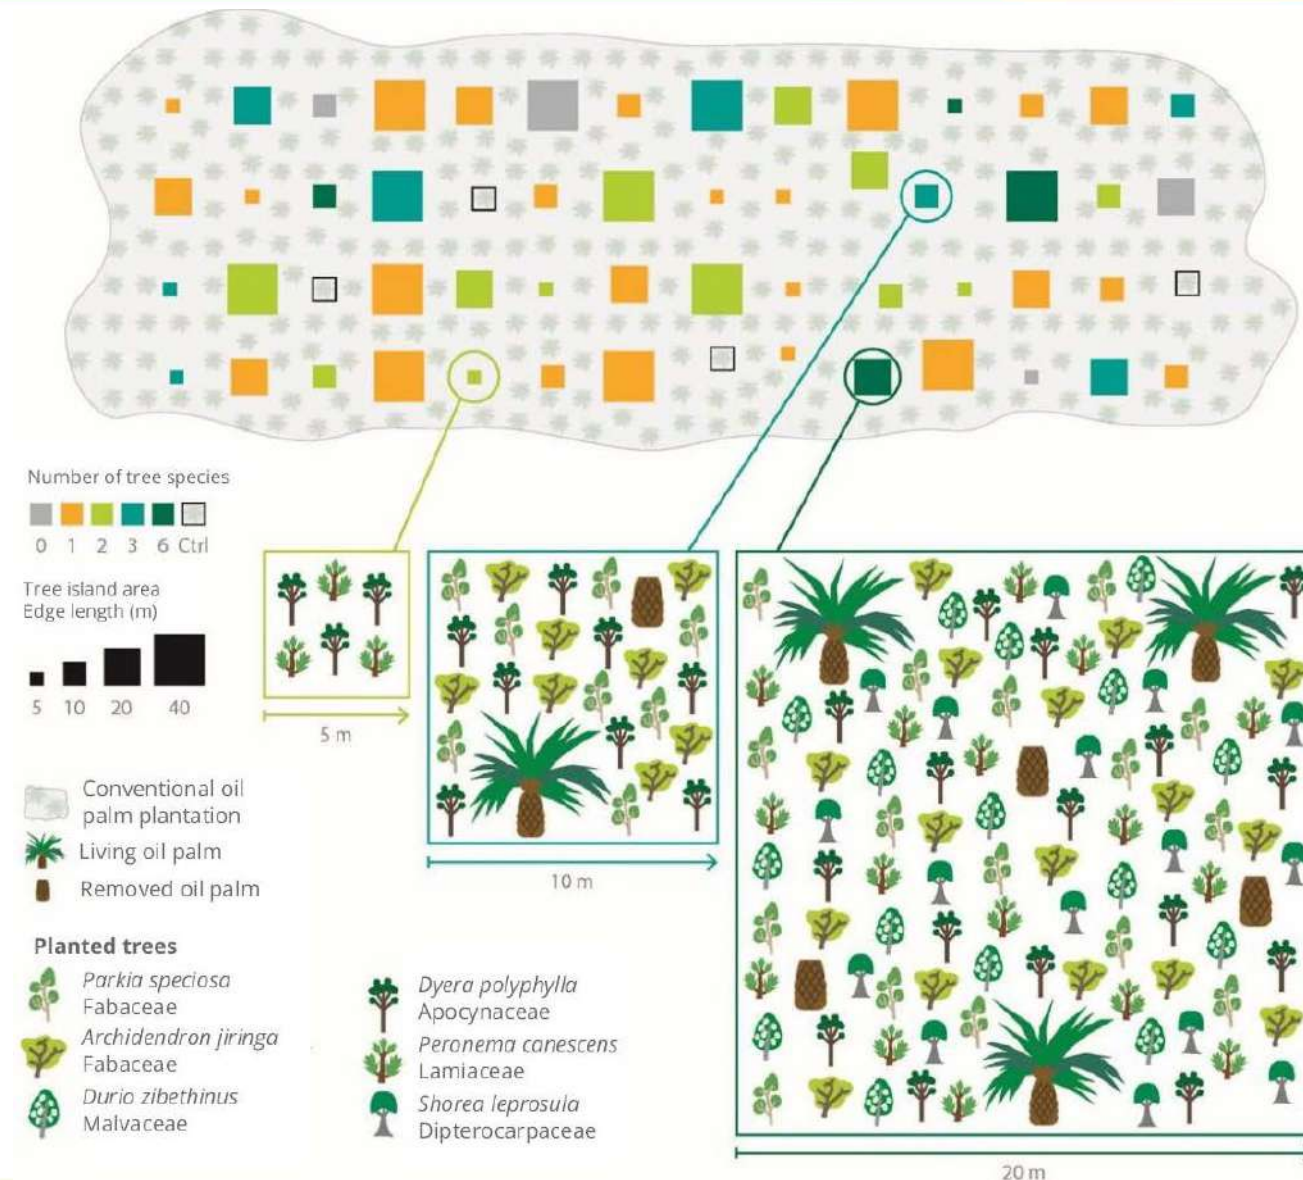 Number of tree species
0 1 2 3 6 Ctrl
Tree island area
Edge length (m)
5 10 20 40
Conventional oil
palm plantation
Living oil palm
Removed oil palm
Planted trees
Parkia speciosa
Fabaceae
Archidendron jiringa
Fabaceae
Durio zibethinus
Malvaceae
Dyera polyphylla
Apocynaceae
Peronema canescens
Lamiaceae
Shorea leprosula
Dipterocarpaceae
5 m
10 m
20 m